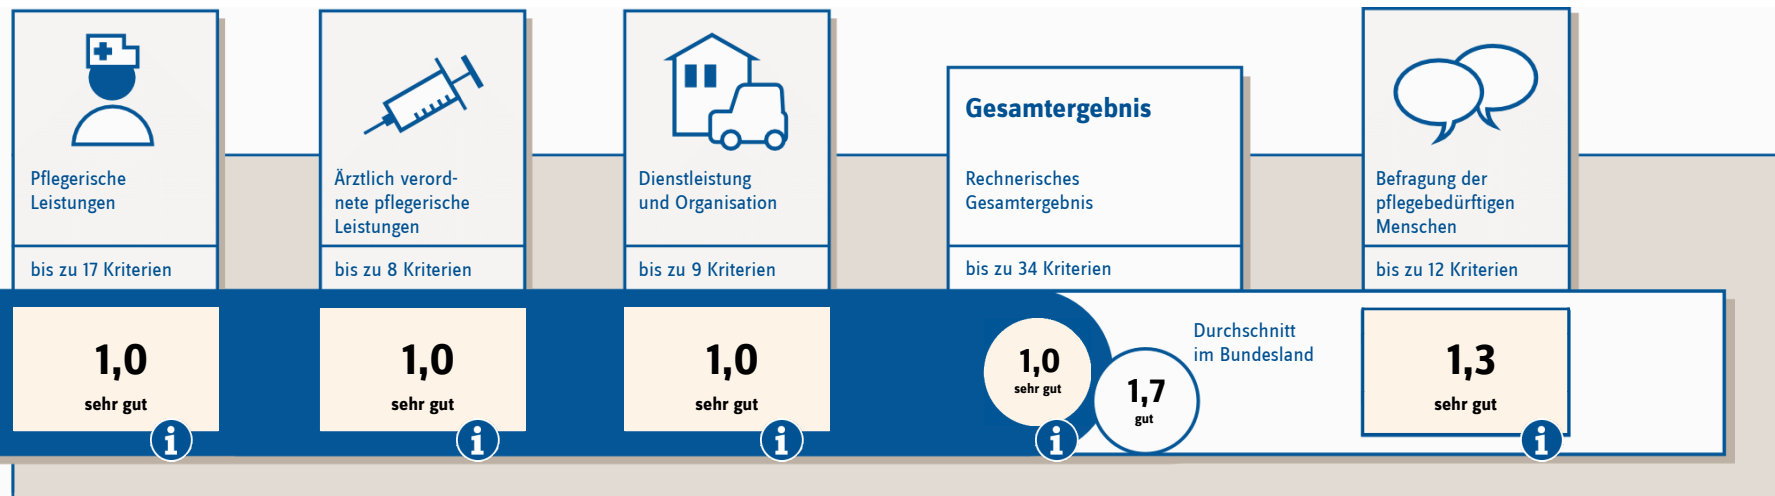 Pflegerische
Leistungen
bis zu 17 Kriterien
1,0
sehr gut
i
Ärztlich verord-
nete pflegerische
Leistungen
bis zu 8 Kriterien
1,0
sehr gut
i
Dienstleistung
und Organisation
bis zu 9 Kriterien
1,0
sehr gut
i
Gesamtergebnis
Rechnerisches
Gesamtergebnis
bis zu 34 Kriterien
1,0
sehr gut
i
1,7
gut
Durchschnitt
im Bundesland
Befragung der
pflegebedürftigen
Menschen
bis zu 12 Kriterien
1,3
sehr gut
i